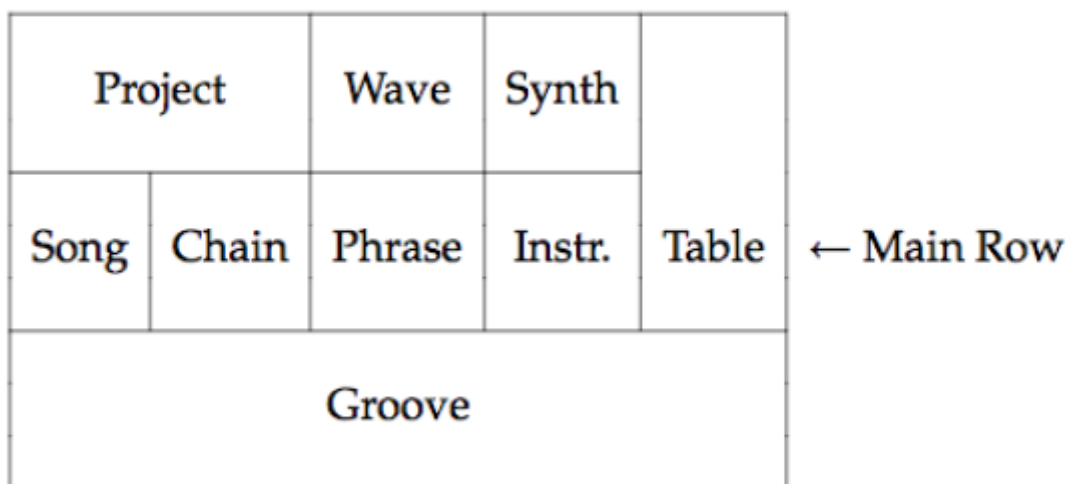 Project Wave Synth
Song Chain Phrase Instr. Table ← Main Row
Groove